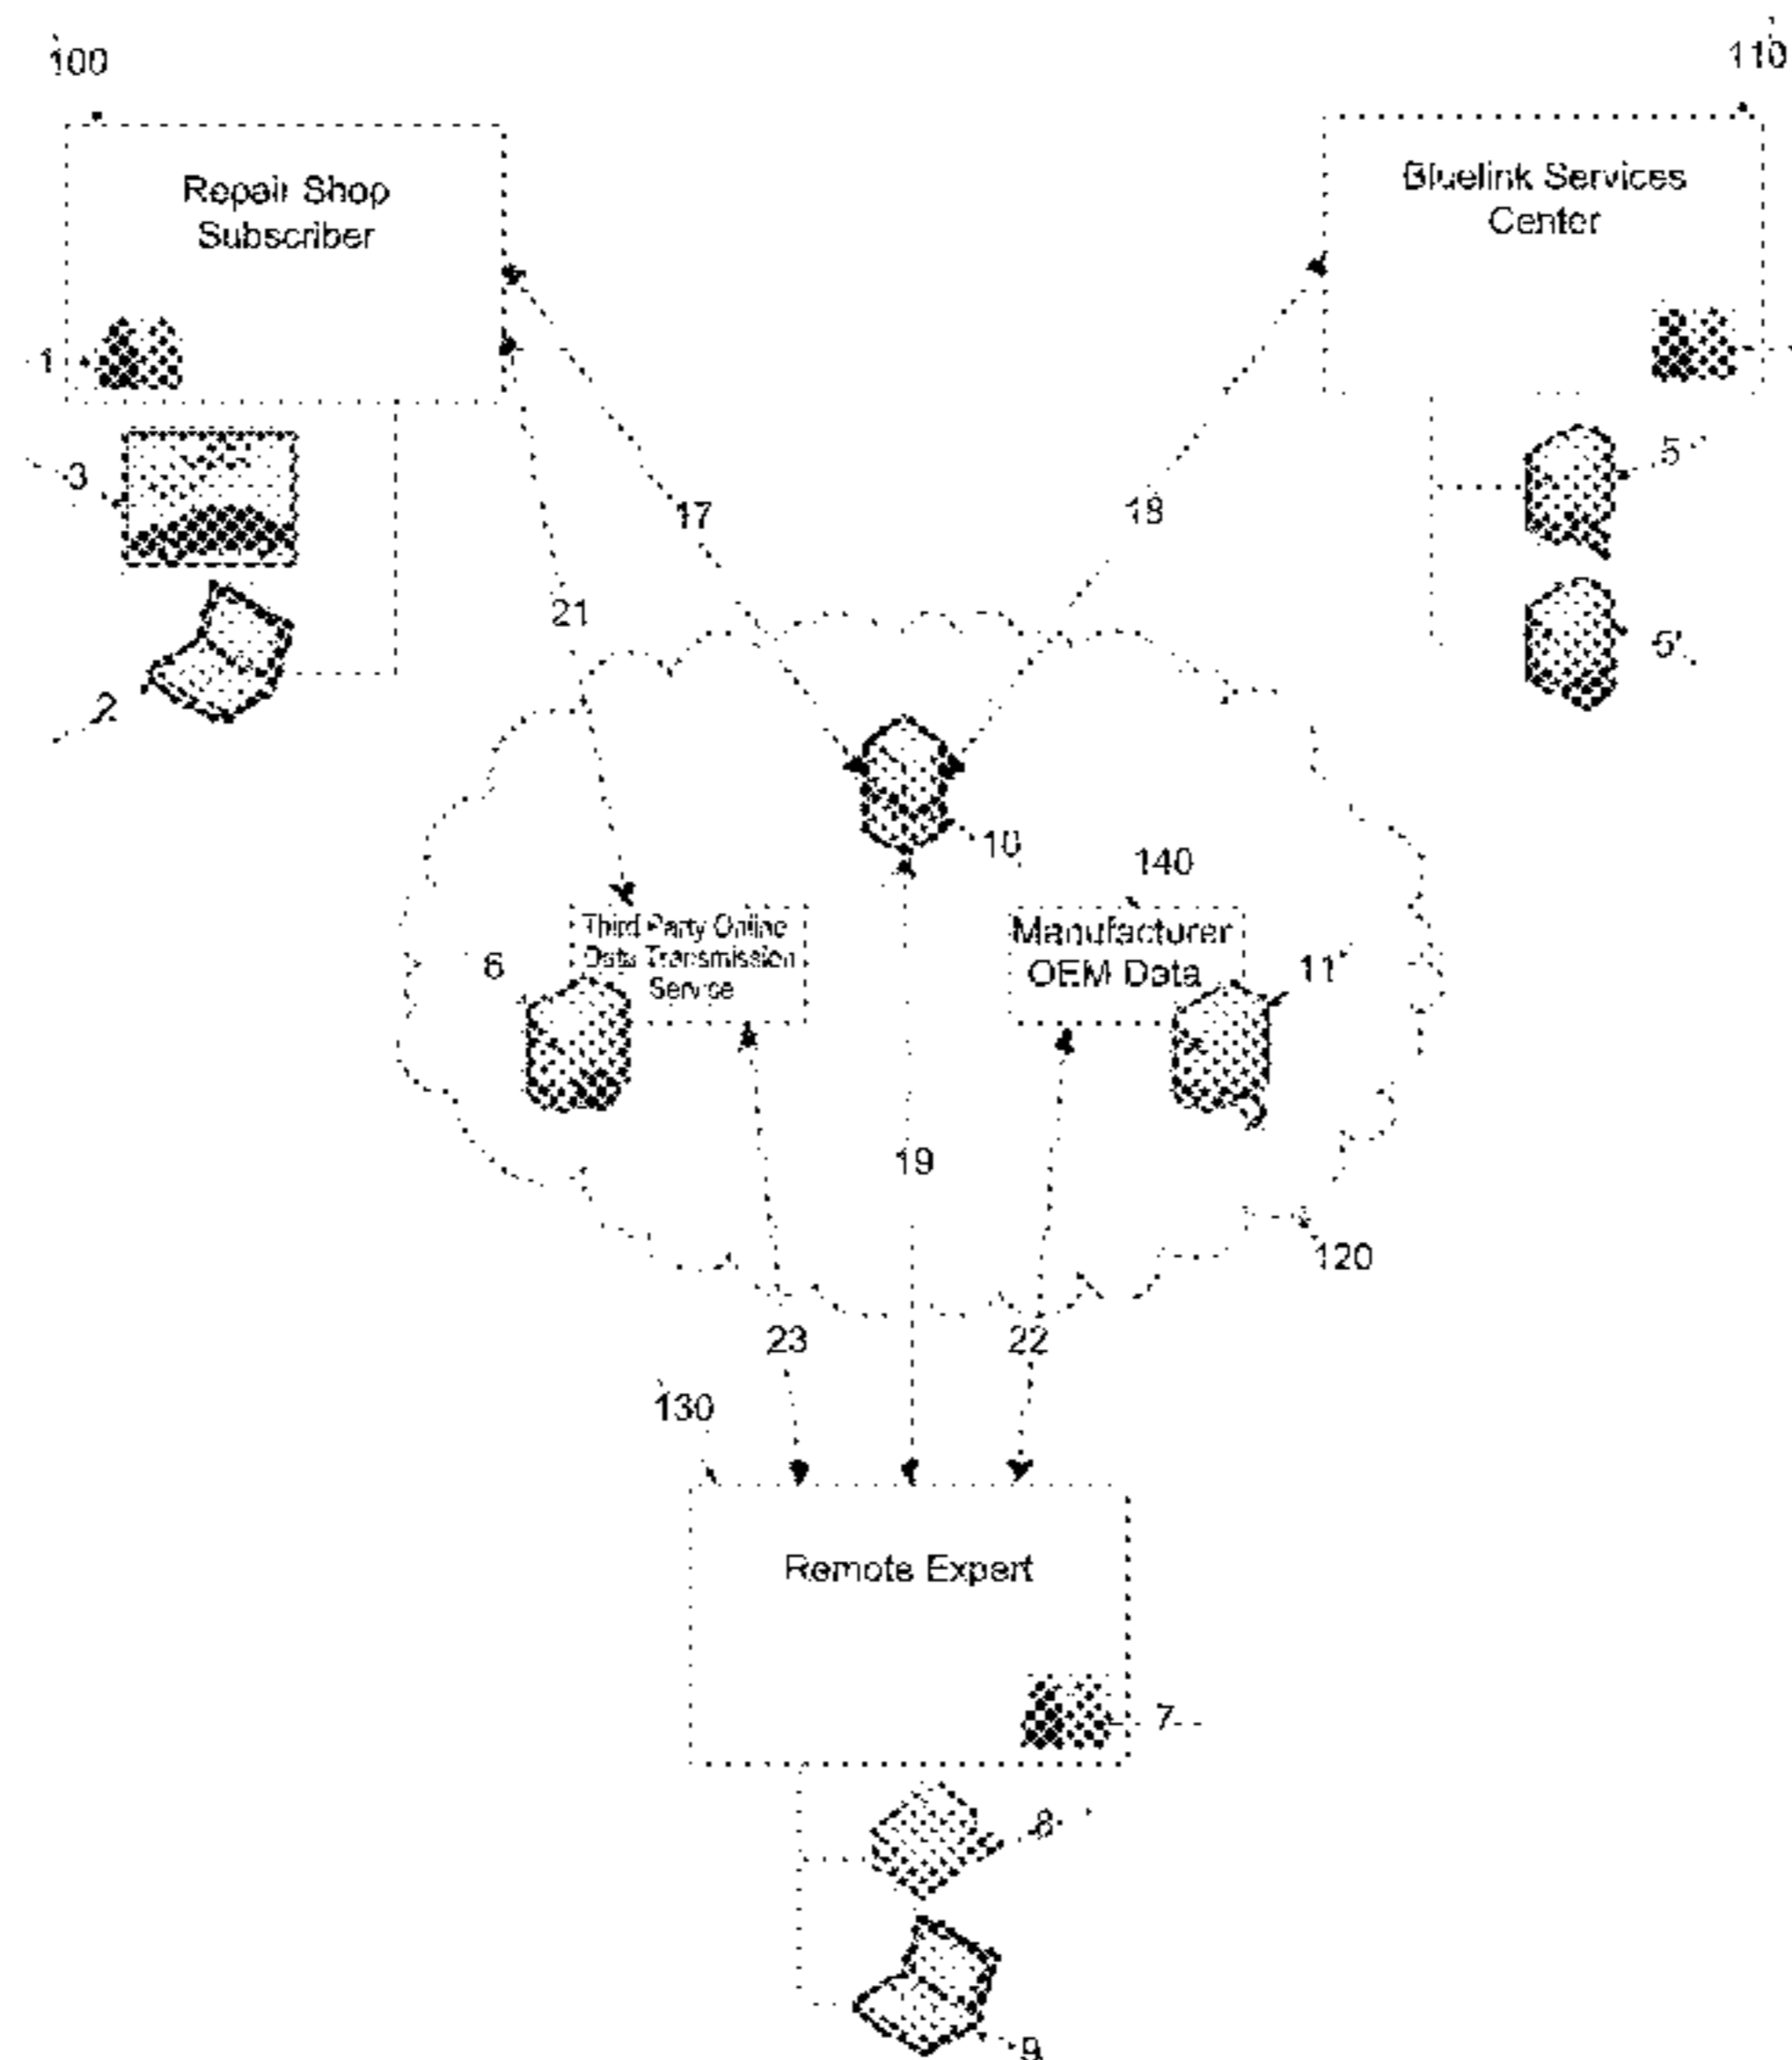 100
110
Repair Shop
Subscriber
Bluelink Services
Center
1
3
5
17
18
21
5'
2
10
140
Third Party Online
Data Transmission
Service
Manufacturer
OEM Data
6
11
19
120
23
22
130
Remote Expert
7
8
9